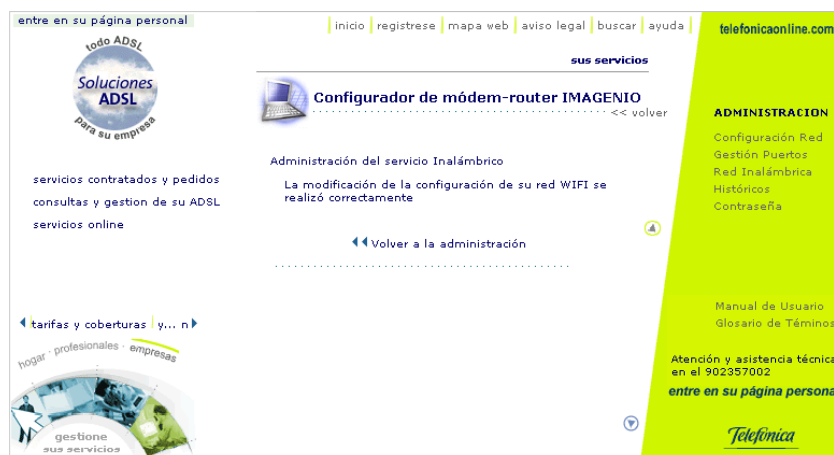 entre en su página personal
inicio registrese mapa web aviso legal buscar ayuda
telefonicaonline.com
todo ADSL
Soluciones
ADSL
para su empresa
sus servicios
Configurador de módem-router IMAGENIO
<< volver
servicios contratados y pedidos
consultas y gestion de su ADSL
servicios online
Administración del servicio Inalámbrico
La modificación de la configuración de su red WIFI se
realizó correctamente
Volver a la administración
ADMINISTRACION
Configuración Red
Gestión Puertos
Red Inalámbrica
Históricos
Contraseña
tarifas y coberturas y... n
hogar · profesionales · empresas
gestione
sus servicios
Manual de Usuario
Glosario de Téminos
Atención y asistencia técnica
en el 902357002
entre en su página persona
Telefónica